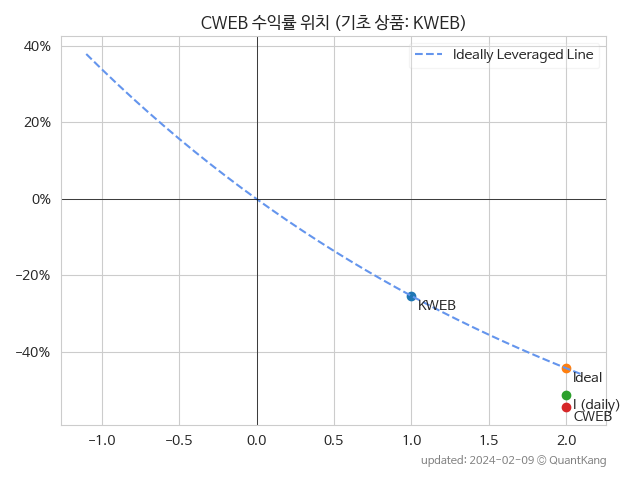 CWEB 수익률 위치 (기초 상품: KWEB)
Ideally Leveraged Line
40%
20%
0%
−20%
−40%
KWEB
Ideal
I (daily)
CWEB
−1.0 −0.5 0.0 0.5 1.0 1.5 2.0
updated: 2024-02-09 © QuantKang